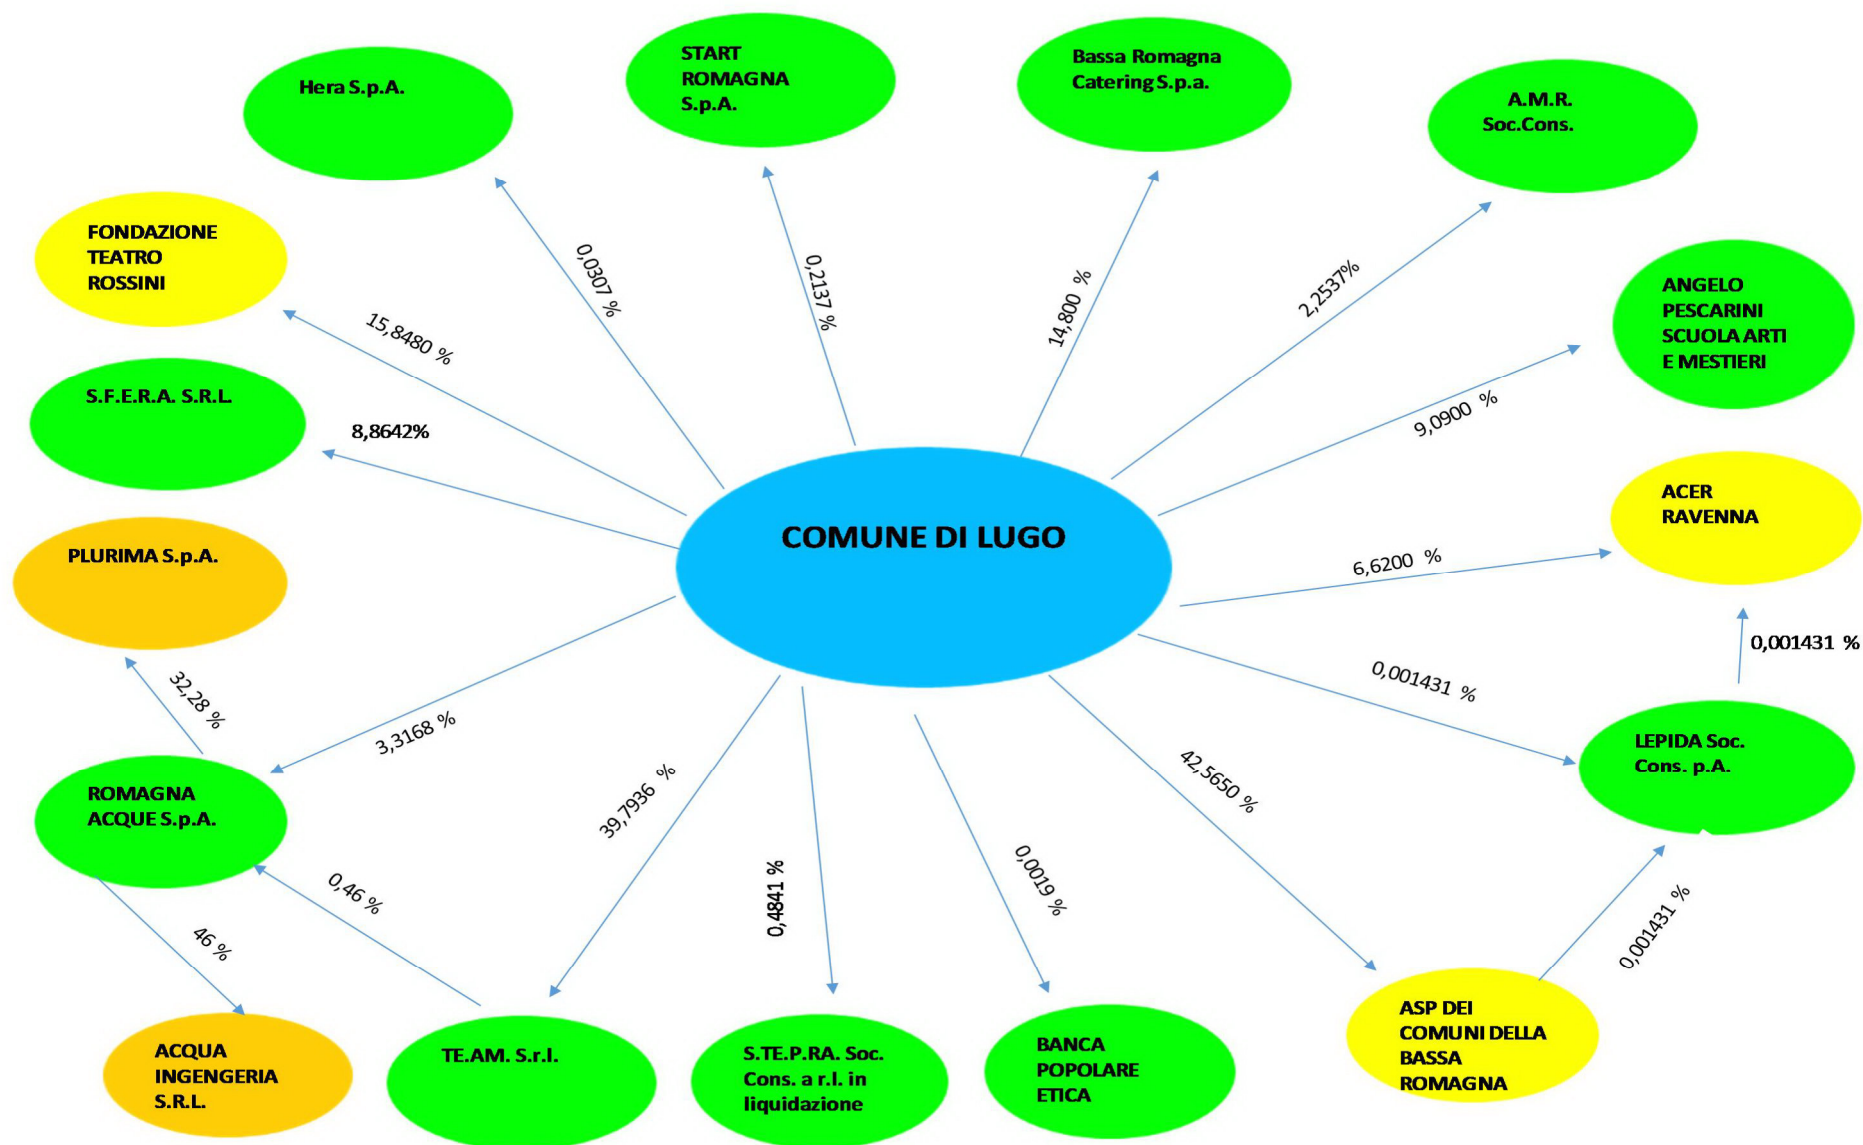 Hera S.p.A.
START
ROMAGNA
S.p.A.
Bassa Romagna
Catering S.p.a.
A.M.R.
Soc.Cons.
FONDAZIONE
TEATRO
ROSSINI
ANGELO
PESCARINI
SCUOLA ARTI
E MESTIERI
0,0307 %
0,2137 %
14,800 %
2,2537%
15,8480 %
9,0900 %
S.F.E.R.A. S.R.L.
8,8642%
ACER
RAVENNA
COMUNE DI LUGO
PLURIMA S.p.A.
6,6200 %
0,001431 %
0,001431 %
32,28 %
3,3168 %
LEPIDA Soc.
Cons. p.A.
ROMAGNA
ACQUE S.p.A.
39,7936 %
42,5650 %
0,46 %
0,4841 %
0,0019 %
0,001431 %
46 %
ACQUA
INGENGERIA
S.R.L.
TE.AM. S.r.l.
S.TE.P.RA. Soc.
Cons. a r.l. in
liquidazione
BANCA
POPOLARE
ETICA
ASP DEI
COMUNI DELLA
BASSA
ROMAGNA